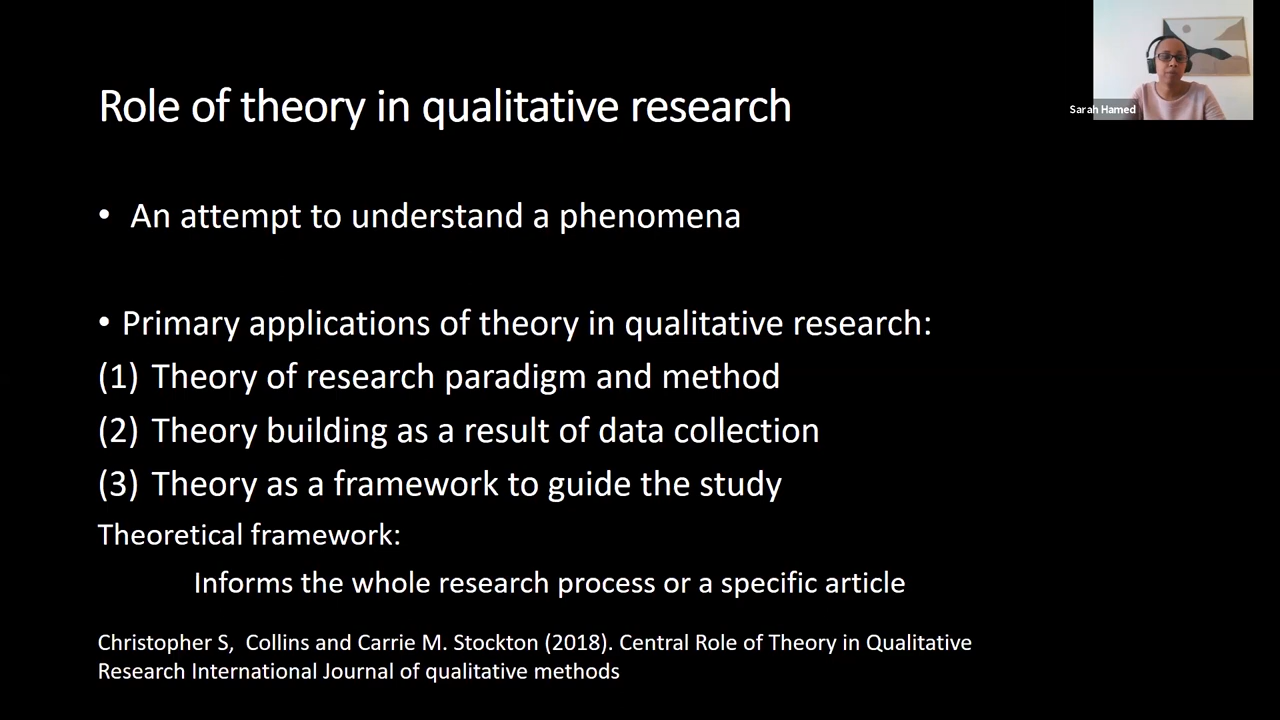 Role of theory in qualitative research
Sarah Hamed
• An attempt to understand a phenomena
• Primary applications of theory in qualitative research:
(1) Theory of research paradigm and method
(2) Theory building as a result of data collection
(3) Theory as a framework to guide the study
Theoretical framework:
Informs the whole research process or a specific article
Christopher S, Collins and Carrie M. Stockton (2018). Central Role of Theory in Qualitative
Research International Journal of qualitative methods